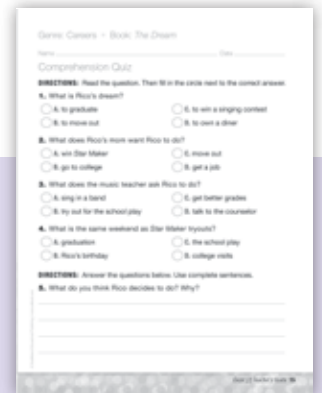 Genre: Careers • Book: The Dream
Name Date
Comprehension Quiz
DIRECTIONS: Read the question. Then fill in the circle next to the correct answer.
1. What is Rico's dream?
A. to graduate C. to win a singing contest
B. to move out D. to own a diner
2. What does Rico's mom want Rico to do?
A. win Star Maker C. move out
B. go to college D. get a job
3. What does the music teacher ask Rico to do?
A. sing in a band C. get better grades
B. try out for the school play D. talk to the counselor
4. What is the same weekend as Star Maker tryouts?
A. graduation C. the school play
B. Rico's birthday D. college visits
DIRECTIONS: Answer the questions below. Use complete sentences.
5. What do you think Rico decides to do? Why?